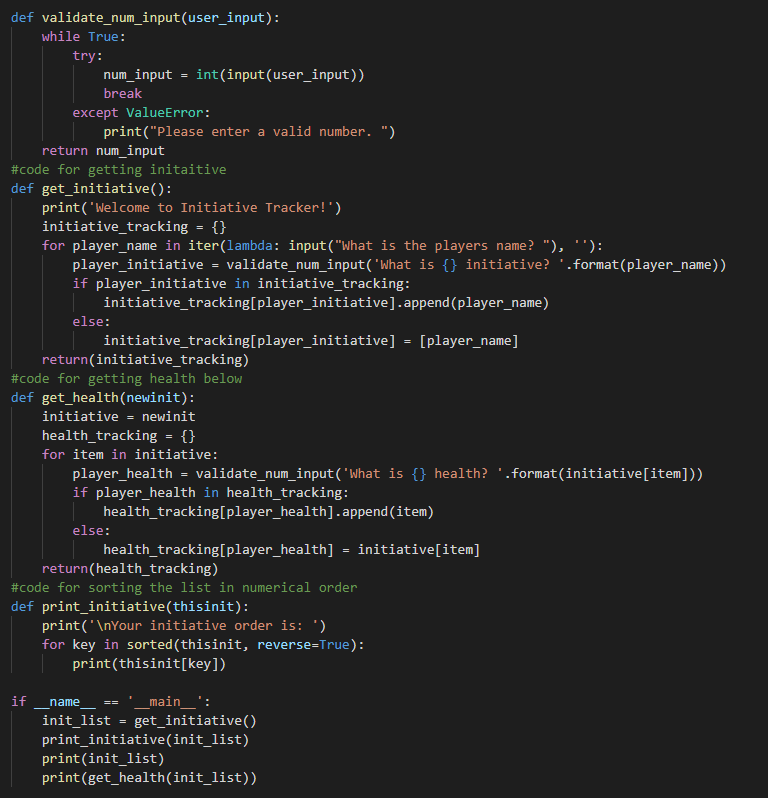 def validate_num_input(user_input):
    while True:
        try:
            num_input = int(input(user_input))
            break
        except ValueError:
            print("Please enter a valid number. ")
    return num_input
#code for getting initaitive
def get_initiative():
    print('Welcome to Initiative Tracker!')
    initiative_tracking = {}
    for player_name in iter(lambda: input("What is the players name? "), ''):
        player_initiative = validate_num_input('What is {} initiative? '.format(player_name))
        if player_initiative in initiative_tracking:
            initiative_tracking[player_initiative].append(player_name)
        else:
            initiative_tracking[player_initiative] = [player_name]
    return(initiative_tracking)
#code for getting health below
def get_health(newinit):
    initiative = newinit
    health_tracking = {}
    for item in initiative:
        player_health = validate_num_input('What is {} health? '.format(initiative[item]))
        if player_health in health_tracking:
            health_tracking[player_health].append(item)
        else:
            health_tracking[player_health] = initiative[item]
    return(health_tracking)
#code for sorting the list in numerical order
def print_initiative(thisinit):
    print('\nYour initiative order is: ')
    for key in sorted(thisinit, reverse=True):
        print(thisinit[key])

if __name__ == '__main__':
    init_list = get_initiative()
    print_initiative(init_list)
    print(init_list)
    print(get_health(init_list))